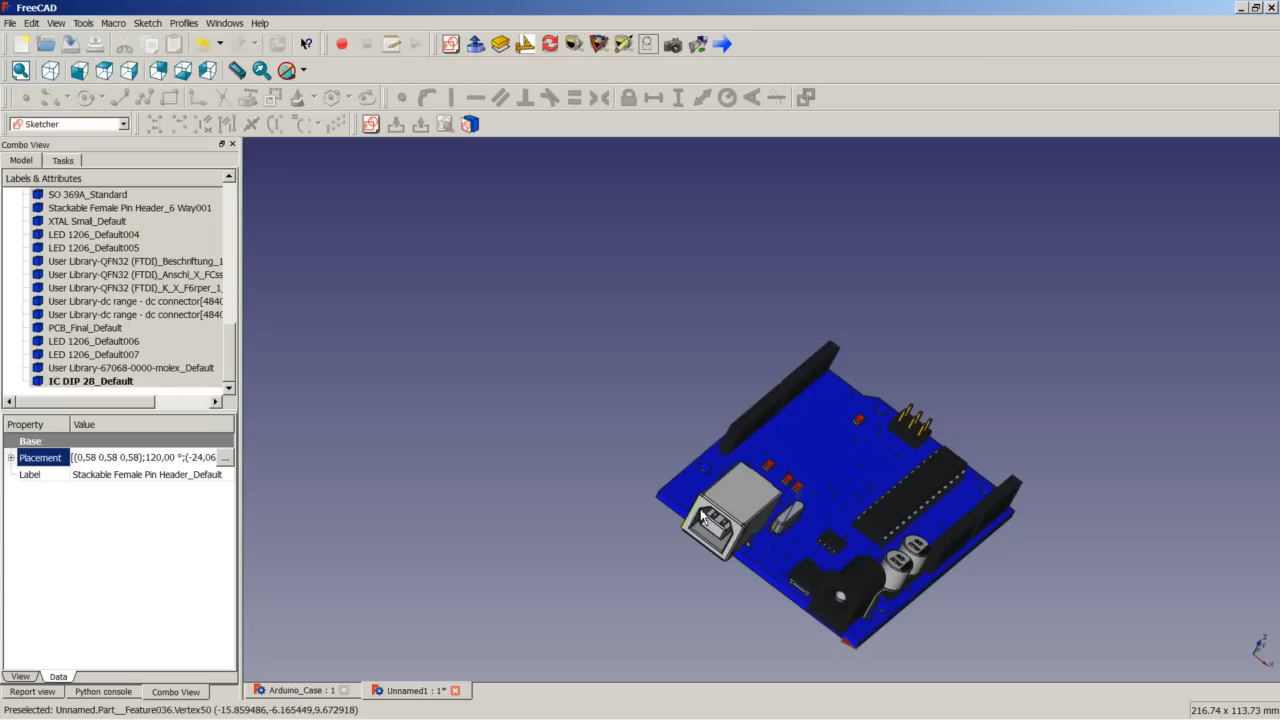 FreeCAD
File Edit View Tools Macro Sketch Profiles Windows Help
Sketcher
Combo View
Model Tasks
Labels & Attributes
SO 369A_Standard
Stackable Female Pin Header_6 Way001
XTAL Small_Default
LED 1206_Default004
LED 1206_Default005
User Library-QFN32 (FTDI)_Beschriftung_1
User Library-QFN32 (FTDI)_Anschl_X_FCss
User Library-QFN32 (FTDI)_K_X_F6rper_1
User Library-dc range - dc connector[4840
User Library-dc range - dc connector[4840
PCB_Final_Default
LED 1206_Default006
LED 1206_Default007
User Library-67068-0000-molex_Default
IC DIP 28_Default
Property Value
Base
Placement [(0,58 0,58 0,58);120,00 °;(-24,06 ...
Label Stackable Female Pin Header_Default
View Data
Report view Python console Combo View
Arduino_Case : 1 Unnamed1 : 1*
Preselected: Unnamed.Part__Feature036.Vertex50 (-15.859486,-6.165449,9.672918)
216.74 x 113.73 mm
Z
Y
X